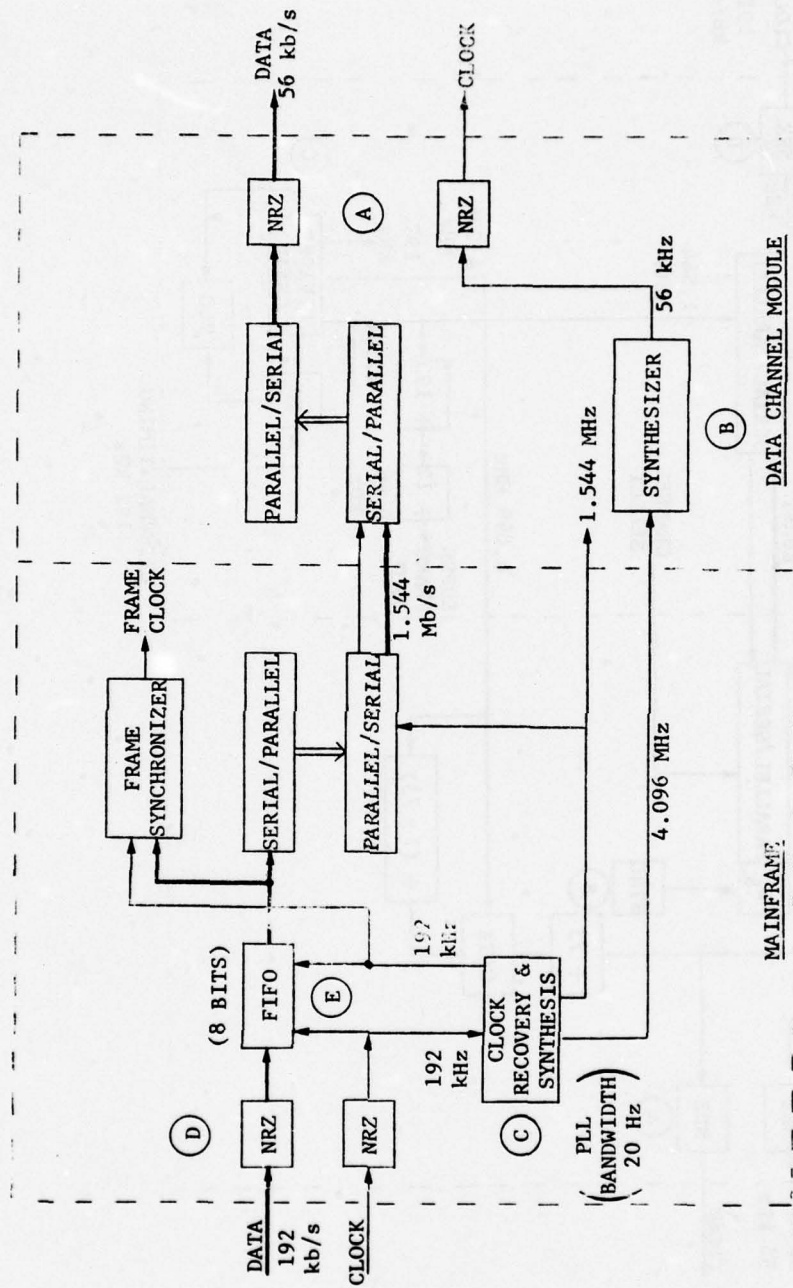 DATA
192
kb/s
CLOCK
D
NRZ
NRZ
(8 BITS)
FIFO
E
192
kHz
192
kHz
C
CLOCK
RECOVERY &
SYNTHESIS
PLL
BANDWIDTH
20 Hz
FRAME
SYNCHRONIZER
FRAME
CLOCK
SERIAL/PARALLEL
PARALLEL/SERIAL
1.544
Mb/s
4.096 MHz
1.544 MHz
MAINFRAME
PARALLEL/SERIAL
SERIAL/PARALLEL
NRZ
DATA
56 kb/s
A
NRZ
CLOCK
56 kHz
SYNTHESIZER
B
DATA CHANNEL MODULE